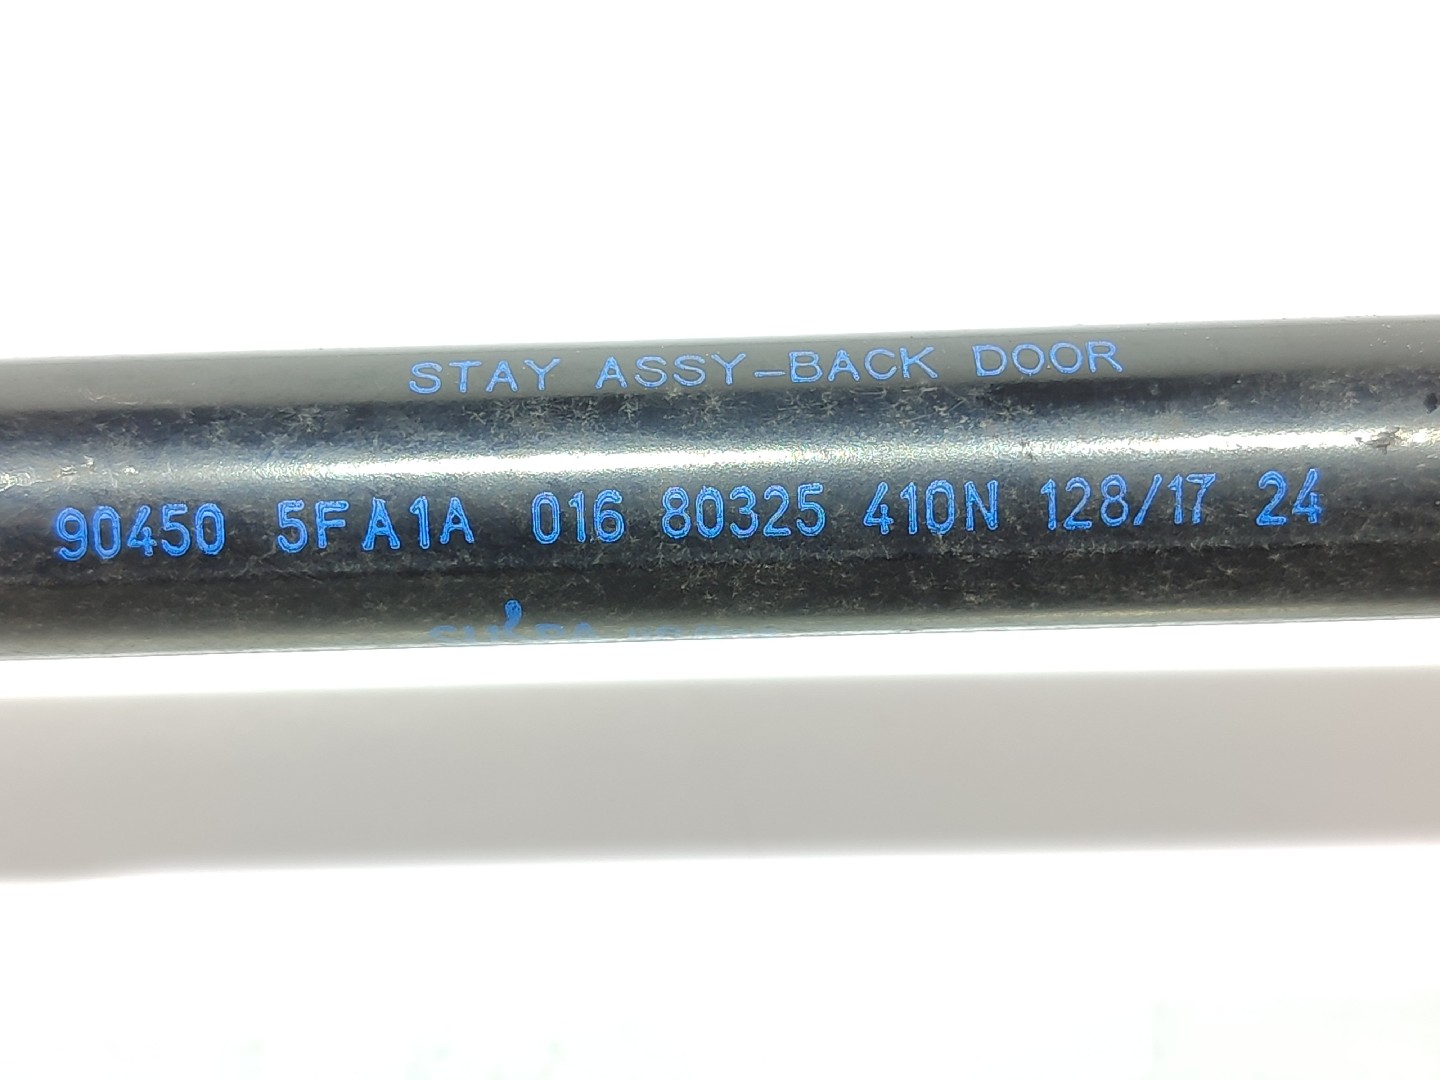 STAY ASSY-BACK DOOR
90450 5FA1A 016 80325 410N 128/17 24